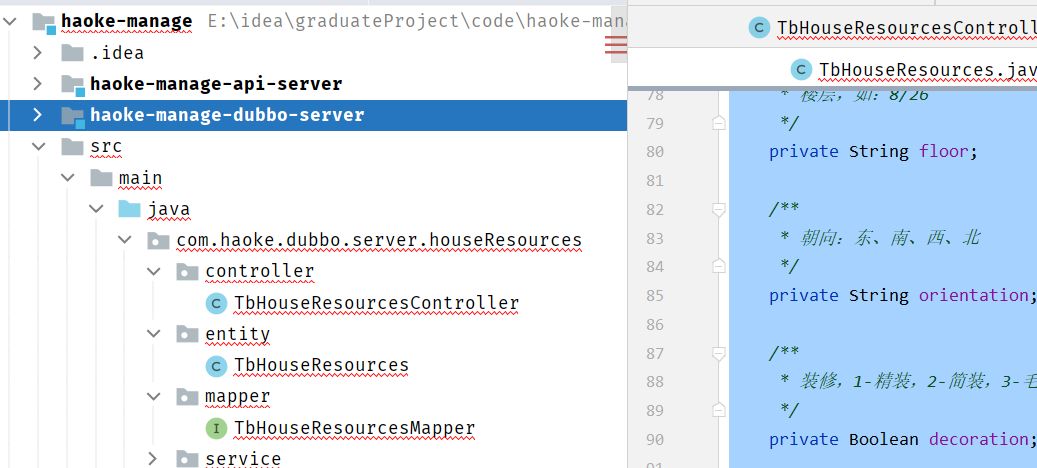 haoke-manage E:\idea\graduateProject\code\haoke-mana
.idea
haoke-manage-api-server
haoke-manage-dubbo-server
src
main
java
com.haoke.dubbo.server.houseResources
controller
C TbHouseResourcesController
entity
C TbHouseResources
mapper
I TbHouseResourcesMapper
service
C TbHouseResourcesControll
C TbHouseResources.jav
78 * 楼层，如：8/26
79 */
80 private String floor;
81
82 /**
83 * 朝向：东、南、西、北
84 */
85 private String orientation;
86
87 /**
88 * 装修，1-精装，2-简装，3-毛
89 */
90 private Boolean decoration;
91